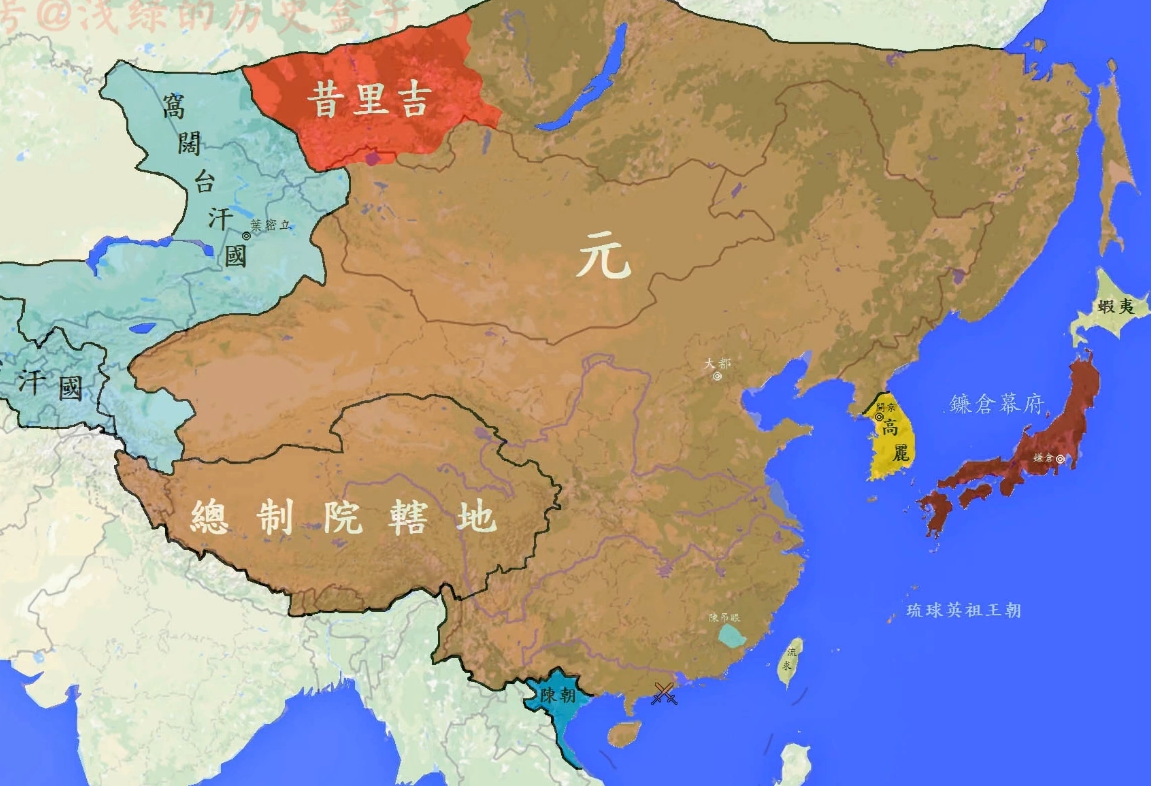 号@浅绿的历史盒子
昔里吉
窩闊台汗國
葉密立
元
蝦夷
汗國
大都
鐮倉幕府
開京
高麗
鎌倉
總制院轄地
琉球英祖王朝
陳吊眼
流求
陳朝